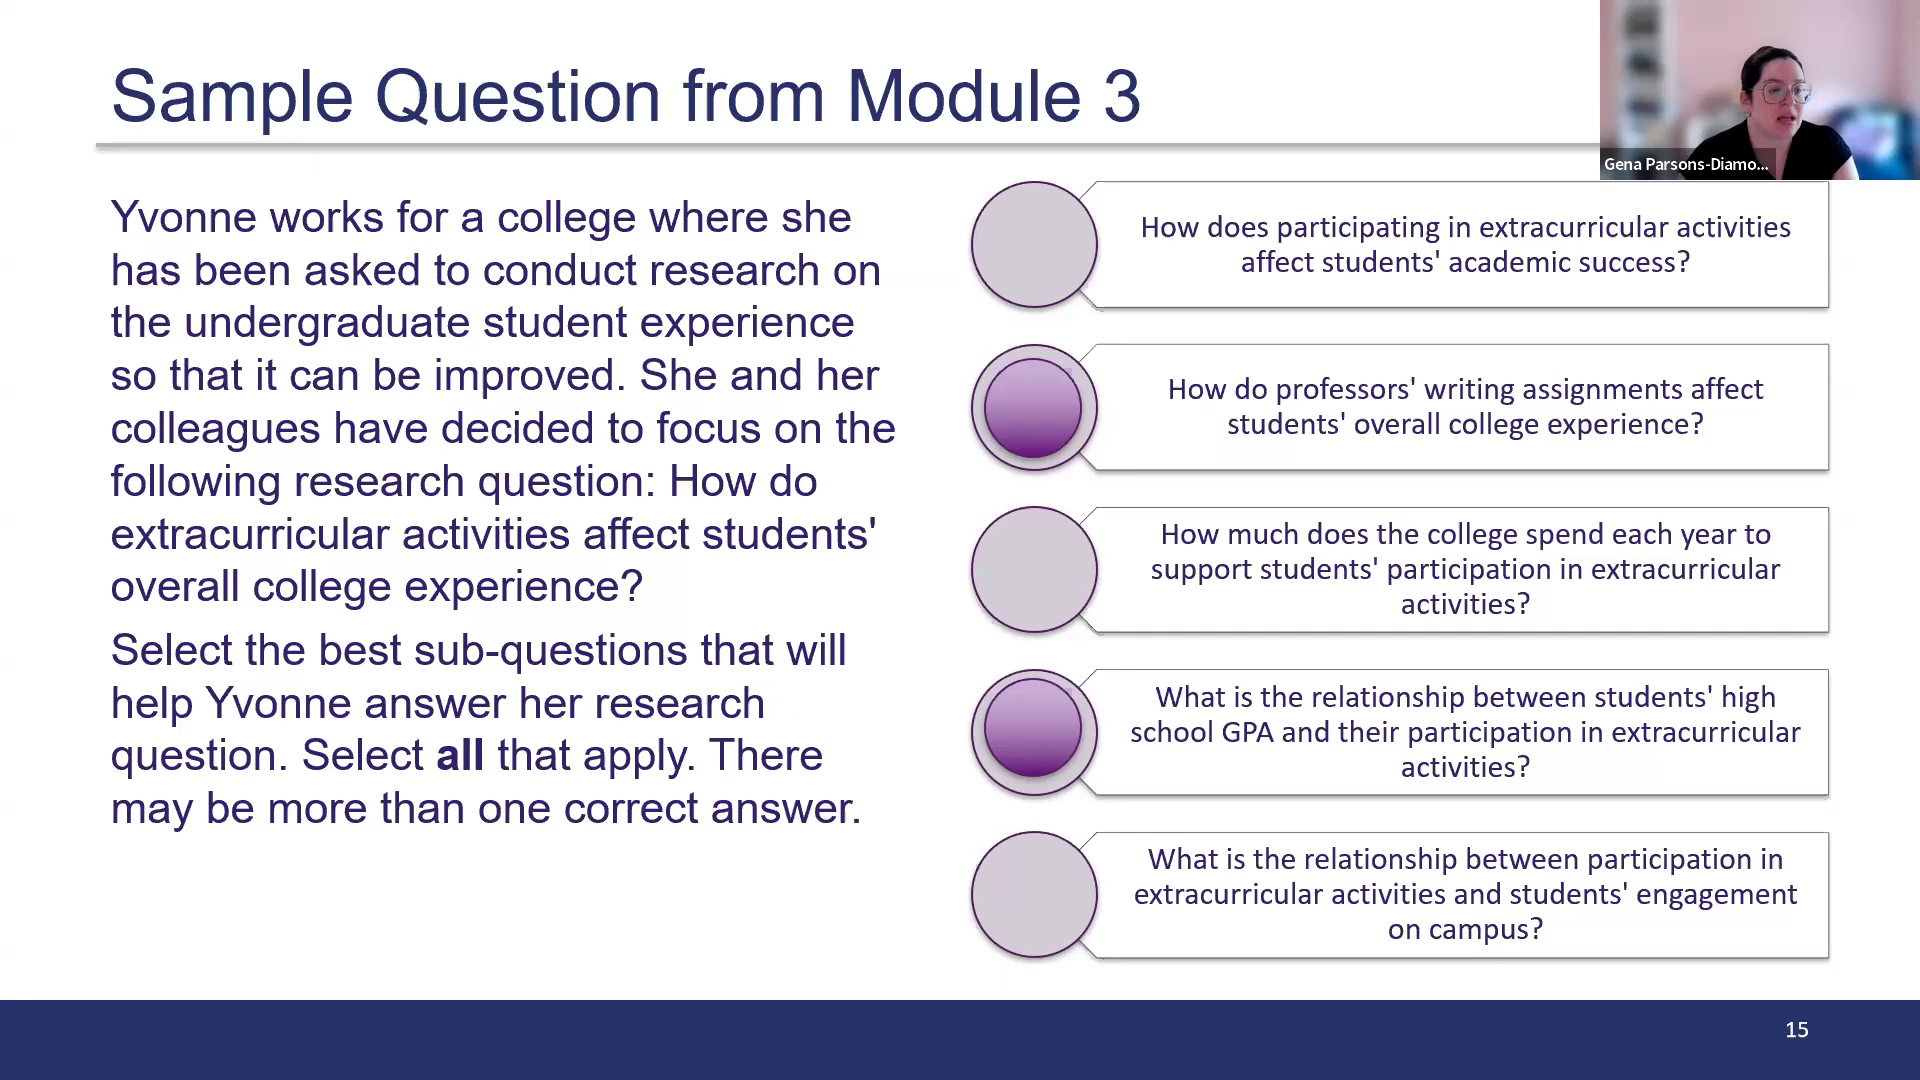 Sample Question from Module 3
Gena Parsons-Diamo...
Yvonne works for a college where she
has been asked to conduct research on
the undergraduate student experience
so that it can be improved. She and her
colleagues have decided to focus on the
following research question: How do
extracurricular activities affect students'
overall college experience?
Select the best sub-questions that will
help Yvonne answer her research
question. Select all that apply. There
may be more than one correct answer.
How does participating in extracurricular activities
affect students' academic success?
How do professors' writing assignments affect
students' overall college experience?
How much does the college spend each year to
support students' participation in extracurricular
activities?
What is the relationship between students' high
school GPA and their participation in extracurricular
activities?
What is the relationship between participation in
extracurricular activities and students' engagement
on campus?
15